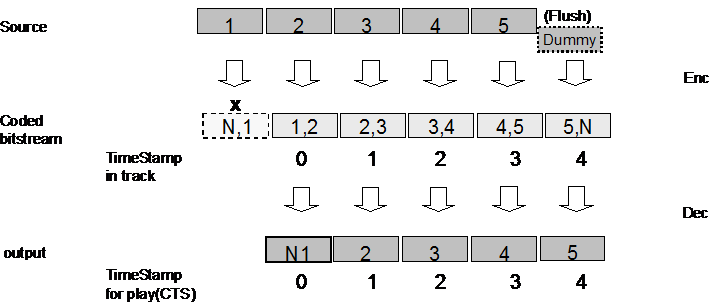 (Flush)
Source 1 2 3 4 5 Dummy
Enc
x
Coded bitstream N,1 1,2 2,3 3,4 4,5 5,N
TimeStamp in track 0 1 2 3 4
Dec
output N1 2 3 4 5
TimeStamp for play(CTS) 0 1 2 3 4